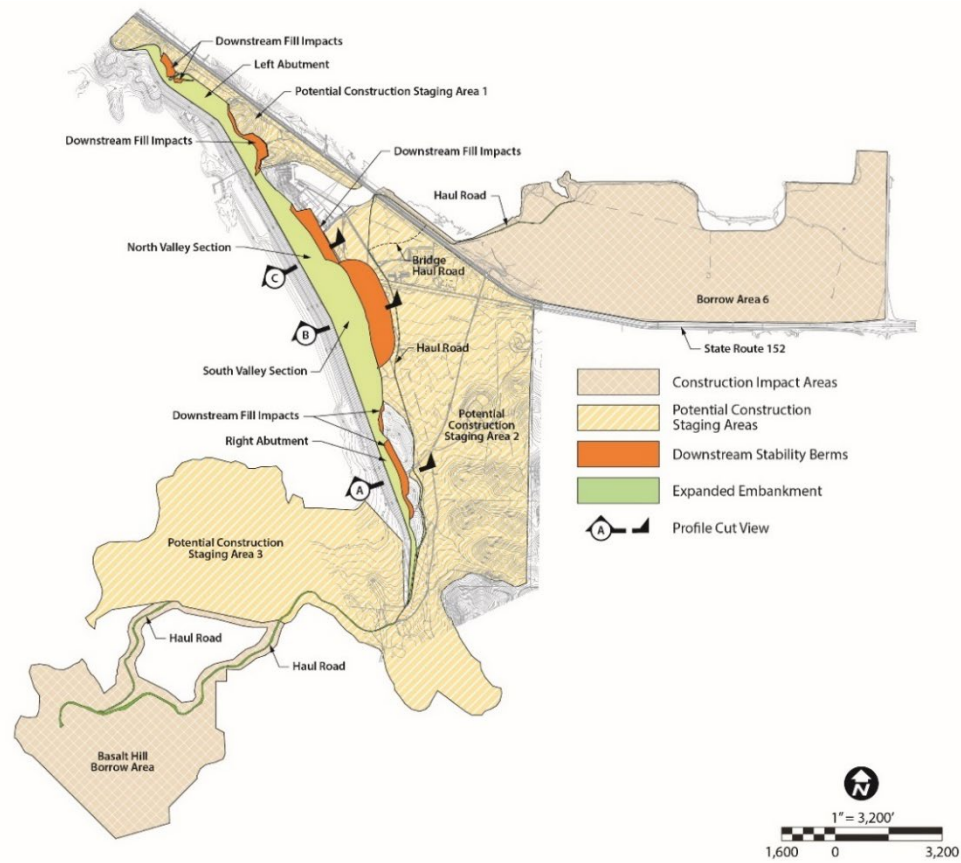 Downstream Fill Impacts
Left Abutment
Potential Construction Staging Area 1
Downstream Fill Impacts
Downstream Fill Impacts
Haul Road
North Valley Section
Bridge
Haul Road
C
Borrow Area 6
B
Haul Road
State Route 152
South Valley Section
Construction Impact Areas
Downstream Fill Impacts
Potential
Construction
Staging Area 2
Potential Construction
Staging Areas
Right Abutment
Downstream Stability Berms
A
Expanded Embankment
A
Profile Cut View
Potential Construction
Staging Area 3
Haul Road
Haul Road
Basalt Hill
Borrow Area
N
1" = 3,200'
1,600 0 3,200